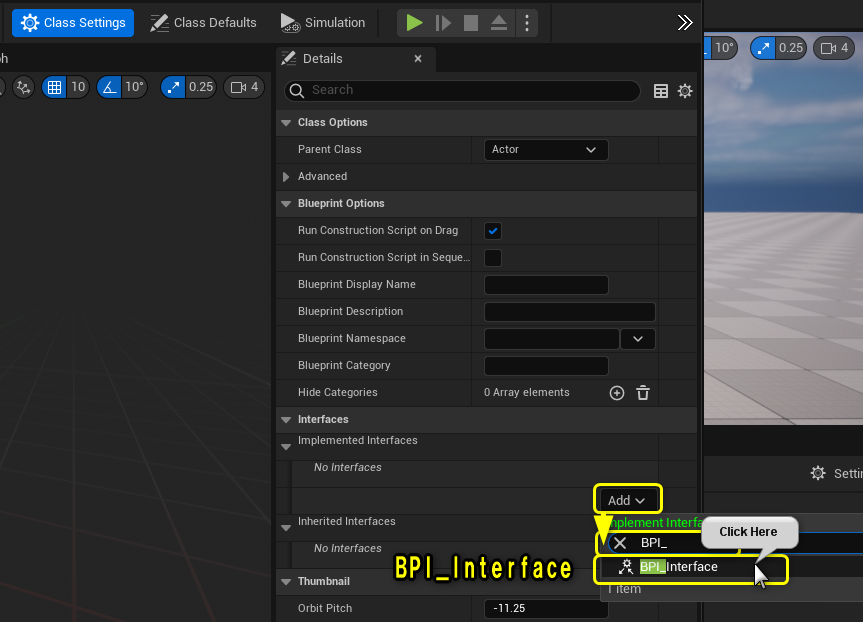 Class Settings
Class Defaults
Simulation
ph
Details
10°
0.25
4
10
10°
0.25
4
Search
Class Options
Parent Class
Actor
Advanced
Blueprint Options
Run Construction Script on Drag
Run Construction Script in Seque...
Blueprint Display Name
Blueprint Description
Blueprint Namespace
Blueprint Category
Hide Categories
0 Array elements
Interfaces
Implemented Interfaces
No Interfaces
Add
Settin
Inherited Interfaces
mplement Interfa
Click Here
BPI_
No Interfaces
BPI_Interface
BPI_Interface
Thumbnail
1 item
Orbit Pitch
-11.25